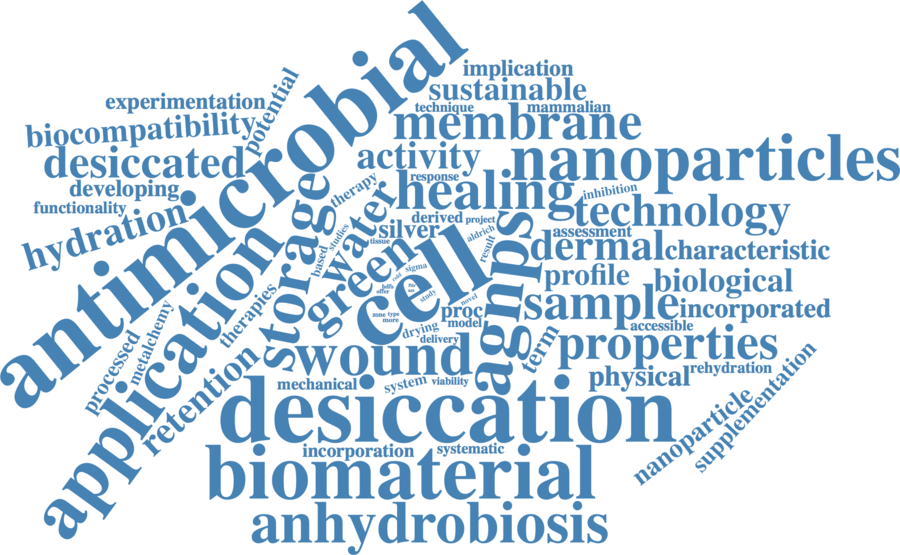 implication
sustainable
technique
mammalian
experimentation
potential
antimicrobial
biocompatibility
membrane
activity
nanoparticles
desiccated
developing
functionality
hydration
therapy
response
healing
inhibition
storage
water
derived
project
technology
silver
aldrich
assessment
studies
tissue
based
green
cell
result
agnps
dermal
characteristic
application
sigma
cold
offer
study
novel
profile
biological
sample
incorporated
processed
metalchemy
therapies
type
more
proc
model
drying
delivery
term
accessible
properties
retention
wound
physical
rehydration
mechanical
system
viability
desiccation
supplementation
nanoparticle
incorporation
systematic
biomaterial
anhydrobiosis